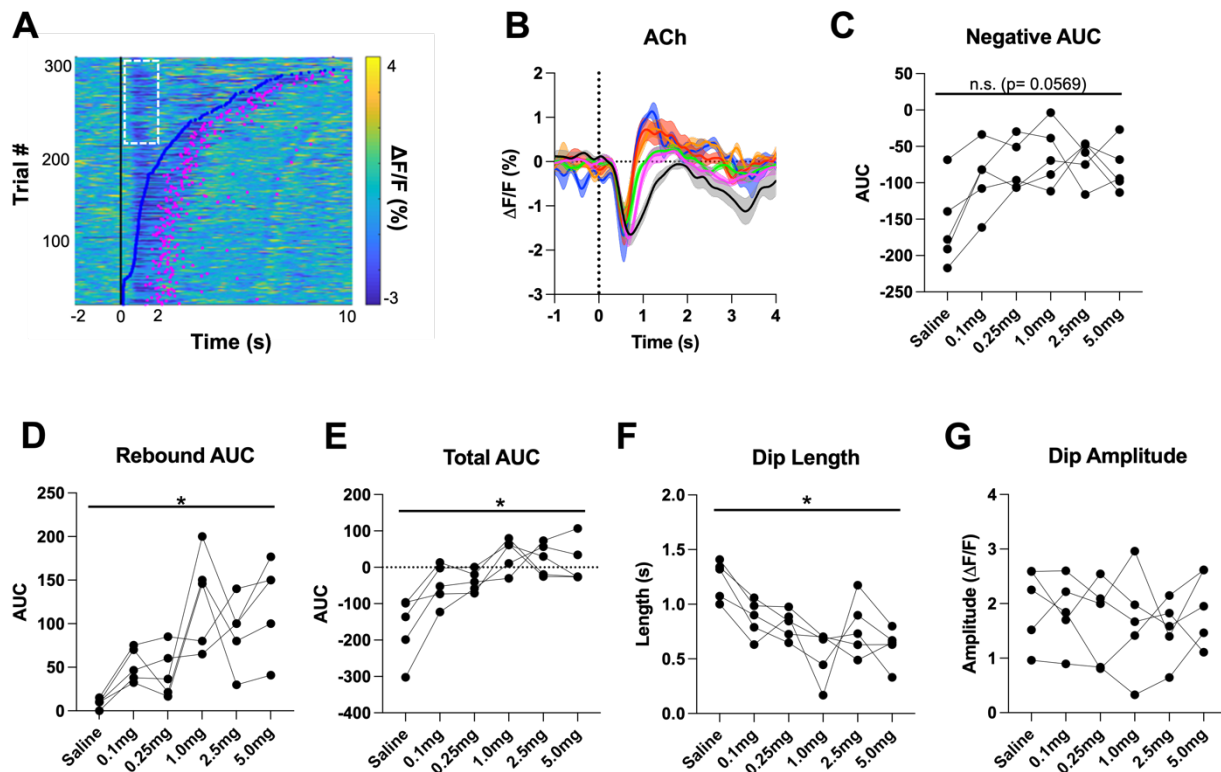 A
300
200
100
Trial #
-2
0
2
10
Time (s)
4
-3
ΔF/F (%)
B
ACh
2
1
0
-1
-2
-3
ΔF/F (%)
-1
0
1
2
3
4
Time (s)
C
Negative AUC
n.s. (p= 0.0569)
50
0
-50
-100
-150
-200
-250
AUC
Saline
0.1mg
0.25mg
1.0mg
2.5mg
5.0mg
D
Rebound AUC
*
250
200
150
100
50
0
AUC
Saline
0.1mg
0.25mg
1.0mg
2.5mg
5.0mg
E
Total AUC
*
200
100
0
-100
-200
-300
-400
AUC
Saline
0.1mg
0.25mg
1.0mg
2.5mg
5.0mg
F
Dip Length
*
2.0
1.5
1.0
0.5
0.0
Length (s)
Saline
0.1mg
0.25mg
1.0mg
2.5mg
5.0mg
G
Dip Amplitude
4
3
2
1
0
Amplitude (ΔF/F)
Saline
0.1mg
0.25mg
1.0mg
2.5mg
5.0mg